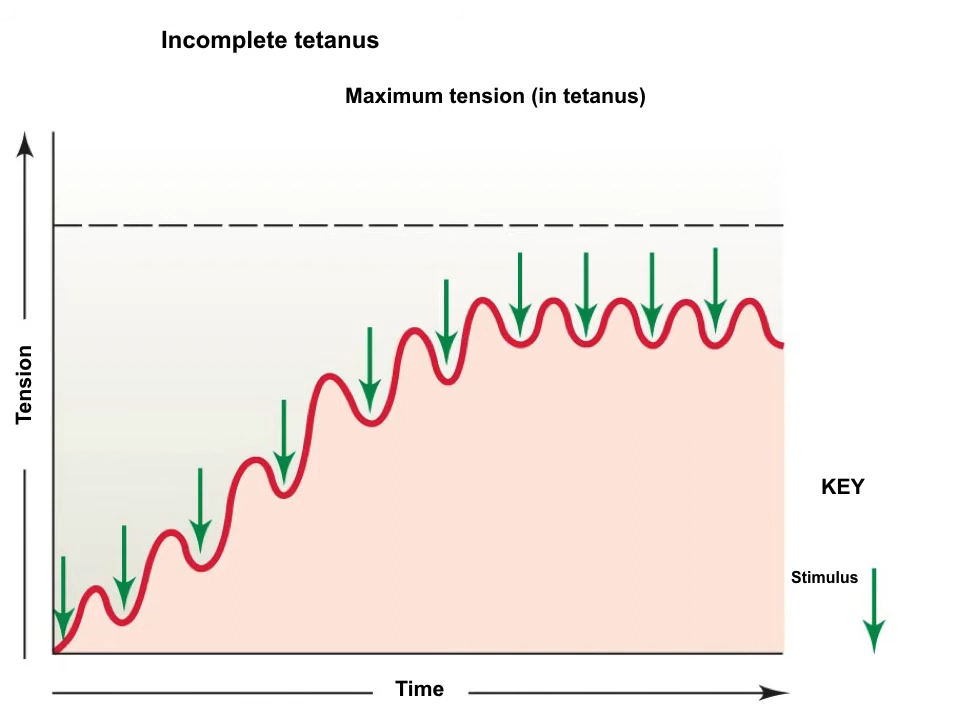 Incomplete tetanus
Maximum tension (in tetanus)
Tension
KEY
Stimulus
Time